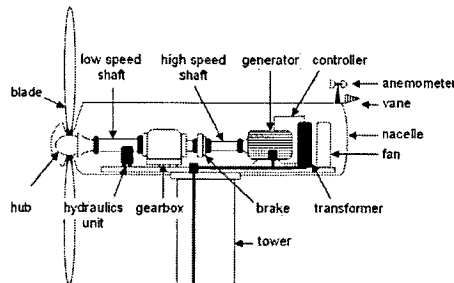 low speed
shaft
high speed
shaft
generator
controller
anemometer
blade
vane
nacelle
fan
hub
hydraulics
unit
gearbox
brake
transformer
tower